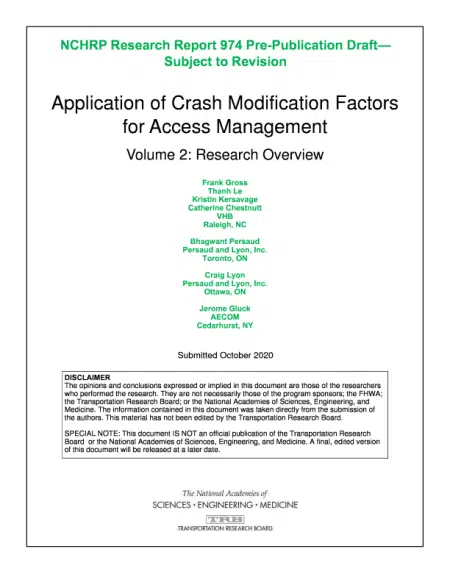 NCHRP Research Report 974 Pre-Publication Draft—
Subject to Revision
Application of Crash Modification Factors
for Access Management
Volume 2: Research Overview
Frank Gross
Thanh Le
Kristin Kersavage
Catherine Chestnutt
VHB
Raleigh, NC
Bhagwant Persaud
Persaud and Lyon, Inc.
Toronto, ON
Craig Lyon
Persaud and Lyon, Inc.
Ottawa, ON
Jerome Gluck
AECOM
Cedarhurst, NY
Submitted October 2020
DISCLAIMER
The opinions and conclusions expressed or implied in this document are those of the researchers
who performed the research. They are not necessarily those of the program sponsors; the FHWA;
the Transportation Research Board; or the National Academies of Sciences, Engineering, and
Medicine. The information contained in this document was taken directly from the submission of
the authors. This material has not been edited by the Transportation Research Board.
SPECIAL NOTE: This document IS NOT an official publication of the Transportation Research
Board or the National Academies of Sciences, Engineering, and Medicine. A final, edited version
of this document will be released at a later date.
The National Academies of
SCIENCES • ENGINEERING • MEDICINE
TRB
TRANSPORTATION RESEARCH BOARD